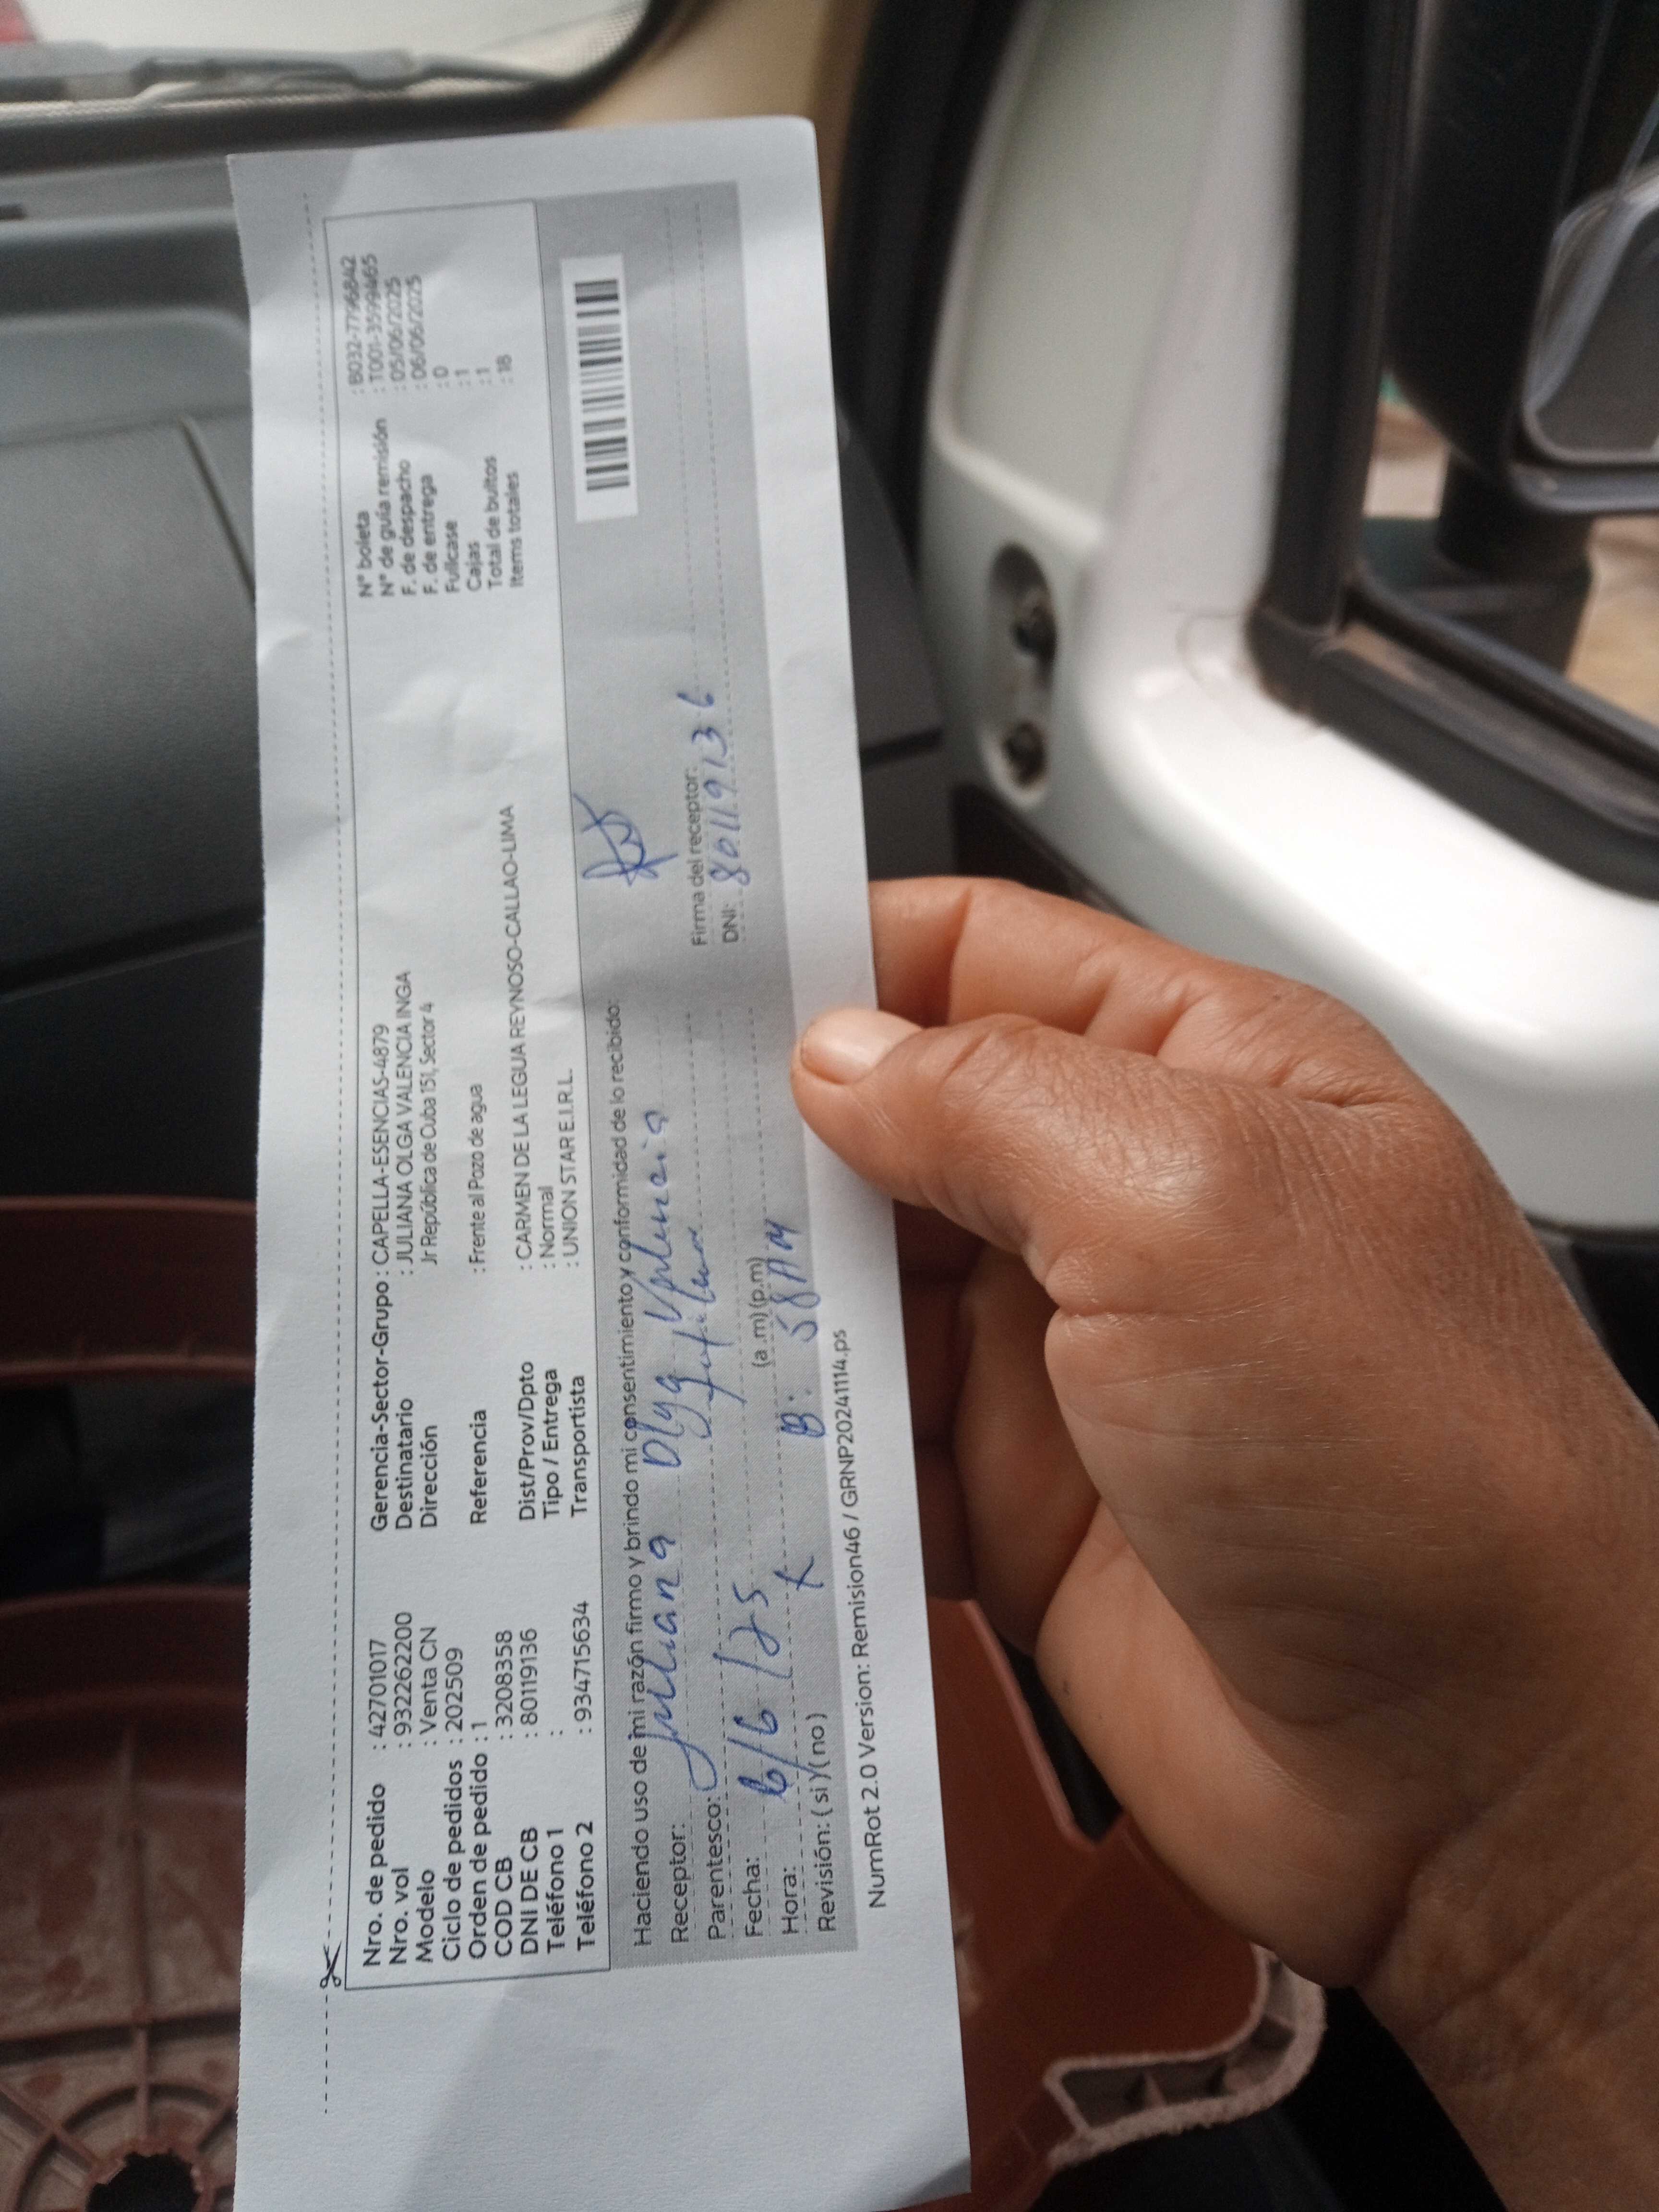 Nro. de pedido : 42701017
Nro. vol : 932262200
Modelo : Venta CN
Ciclo de pedidos : 202509
Orden de pedido : 1
COD CB : 3208358
DNI DE CB : 80119136
Teléfono 1 :
Teléfono 2 : 934715634
Gerencia-Sector-Grupo : CAPELLA-ESENCIAS-4879
Destinatario : JULIANA OLGA VALENCIA INGA
Dirección Jr República de Cuba 151, Sector 4
Referencia : Frente al Pozo de agua
Dist/Prov/Dpto : CARMEN DE LA LEGUA REYNOSO-CALLAO-LIMA
Tipo / Entrega : Normal
Transportista : UNION STAR E.I.R.L.
N° boleta : B032-7796842
N° de guía remisión : T001-3599465
F. de despacho : 05/06/2025
F. de entrega : 06/06/2025
Fullcase : 0
Cajas : 1
Total de bultos : 1
Items totales : 18
Haciendo uso de mi razón firmo y brindo mi consentimiento y conformidad de lo recibido:
Receptor: Juliana Olga Valencia
Parentesco:
Fecha: 6/6/25
Hora: (a .m) (p.m)
8: 58 AM
Revisión: ( si )( no ) X
Firma del receptor:
DNI: 80119136
NumRot 2.0 Version: Remision46 / GRNP20241114.ps